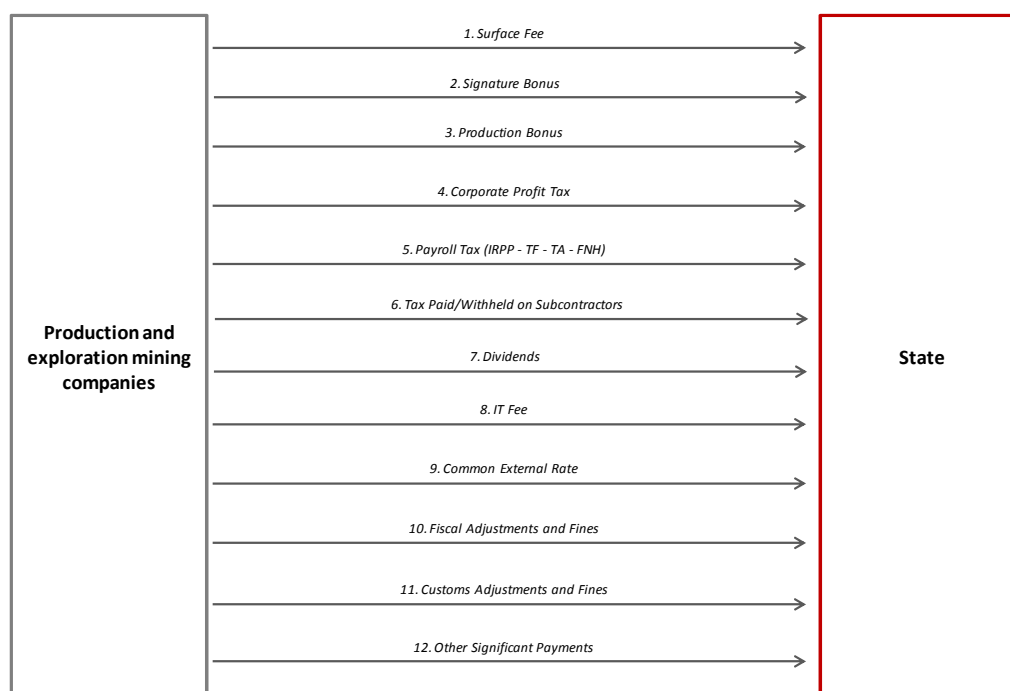 1. Surface Fee
2. Signature Bonus
3. Production Bonus
4. Corporate Profit Tax
5. Payroll Tax (IRPP - TF - TA - FNH)
6. Tax Paid/Withheld on Subcontractors
Production and
exploration mining
companies
State
7. Dividends
8. IT Fee
9. Common External Rate
10. Fiscal Adjustments and Fines
11. Customs Adjustments and Fines
12. Other Significant Payments